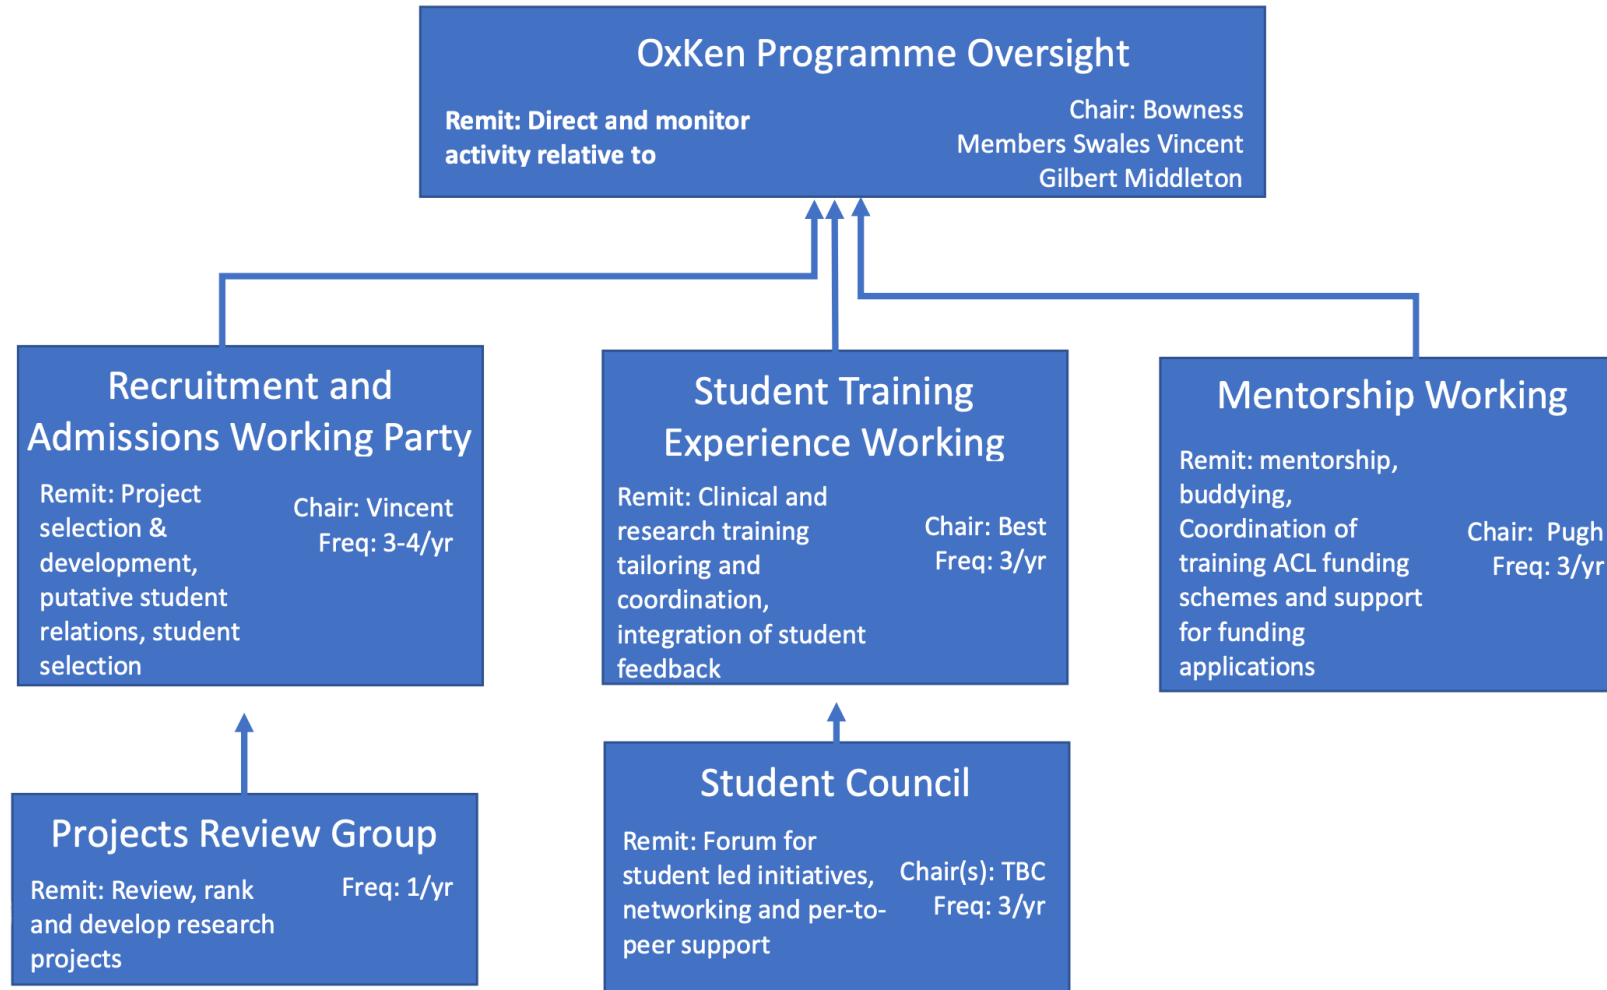 OxKen Programme Oversight
Remit: Direct and monitor
activity relative to
Chair: Bowness
Members Swales Vincent
Gilbert Middleton
Recruitment and
Admissions Working Party
Remit: Project
selection &
development,
putative student
relations, student
selection
Chair: Vincent
Freq: 3-4/yr
Student Training
Experience Working
Remit: Clinical and
research training
tailoring and
coordination,
integration of student
feedback
Chair: Best
Freq: 3/yr
Mentorship Working
Remit: mentorship,
buddying,
Coordination of
training ACL funding
schemes and support
for funding
applications
Chair: Pugh
Freq: 3/yr
Projects Review Group
Remit: Review, rank
and develop research
projects
Freq: 1/yr
Student Council
Remit: Forum for
student led initiatives,
networking and per-to-
peer support
Chair(s): TBC
Freq: 3/yr